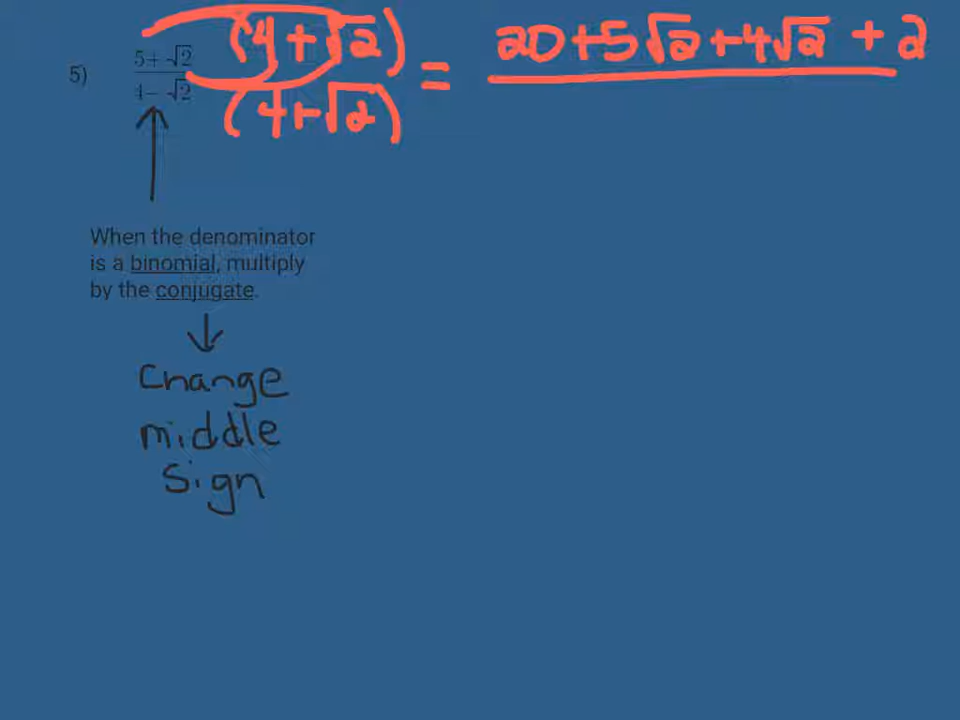 5) 5+√2 / 4-√2 (4+√2) / (4+√2) = 20+5√2+4√2+2
When the denominator
is a binomial, multiply
by the conjugate.
Change
middle
Sign